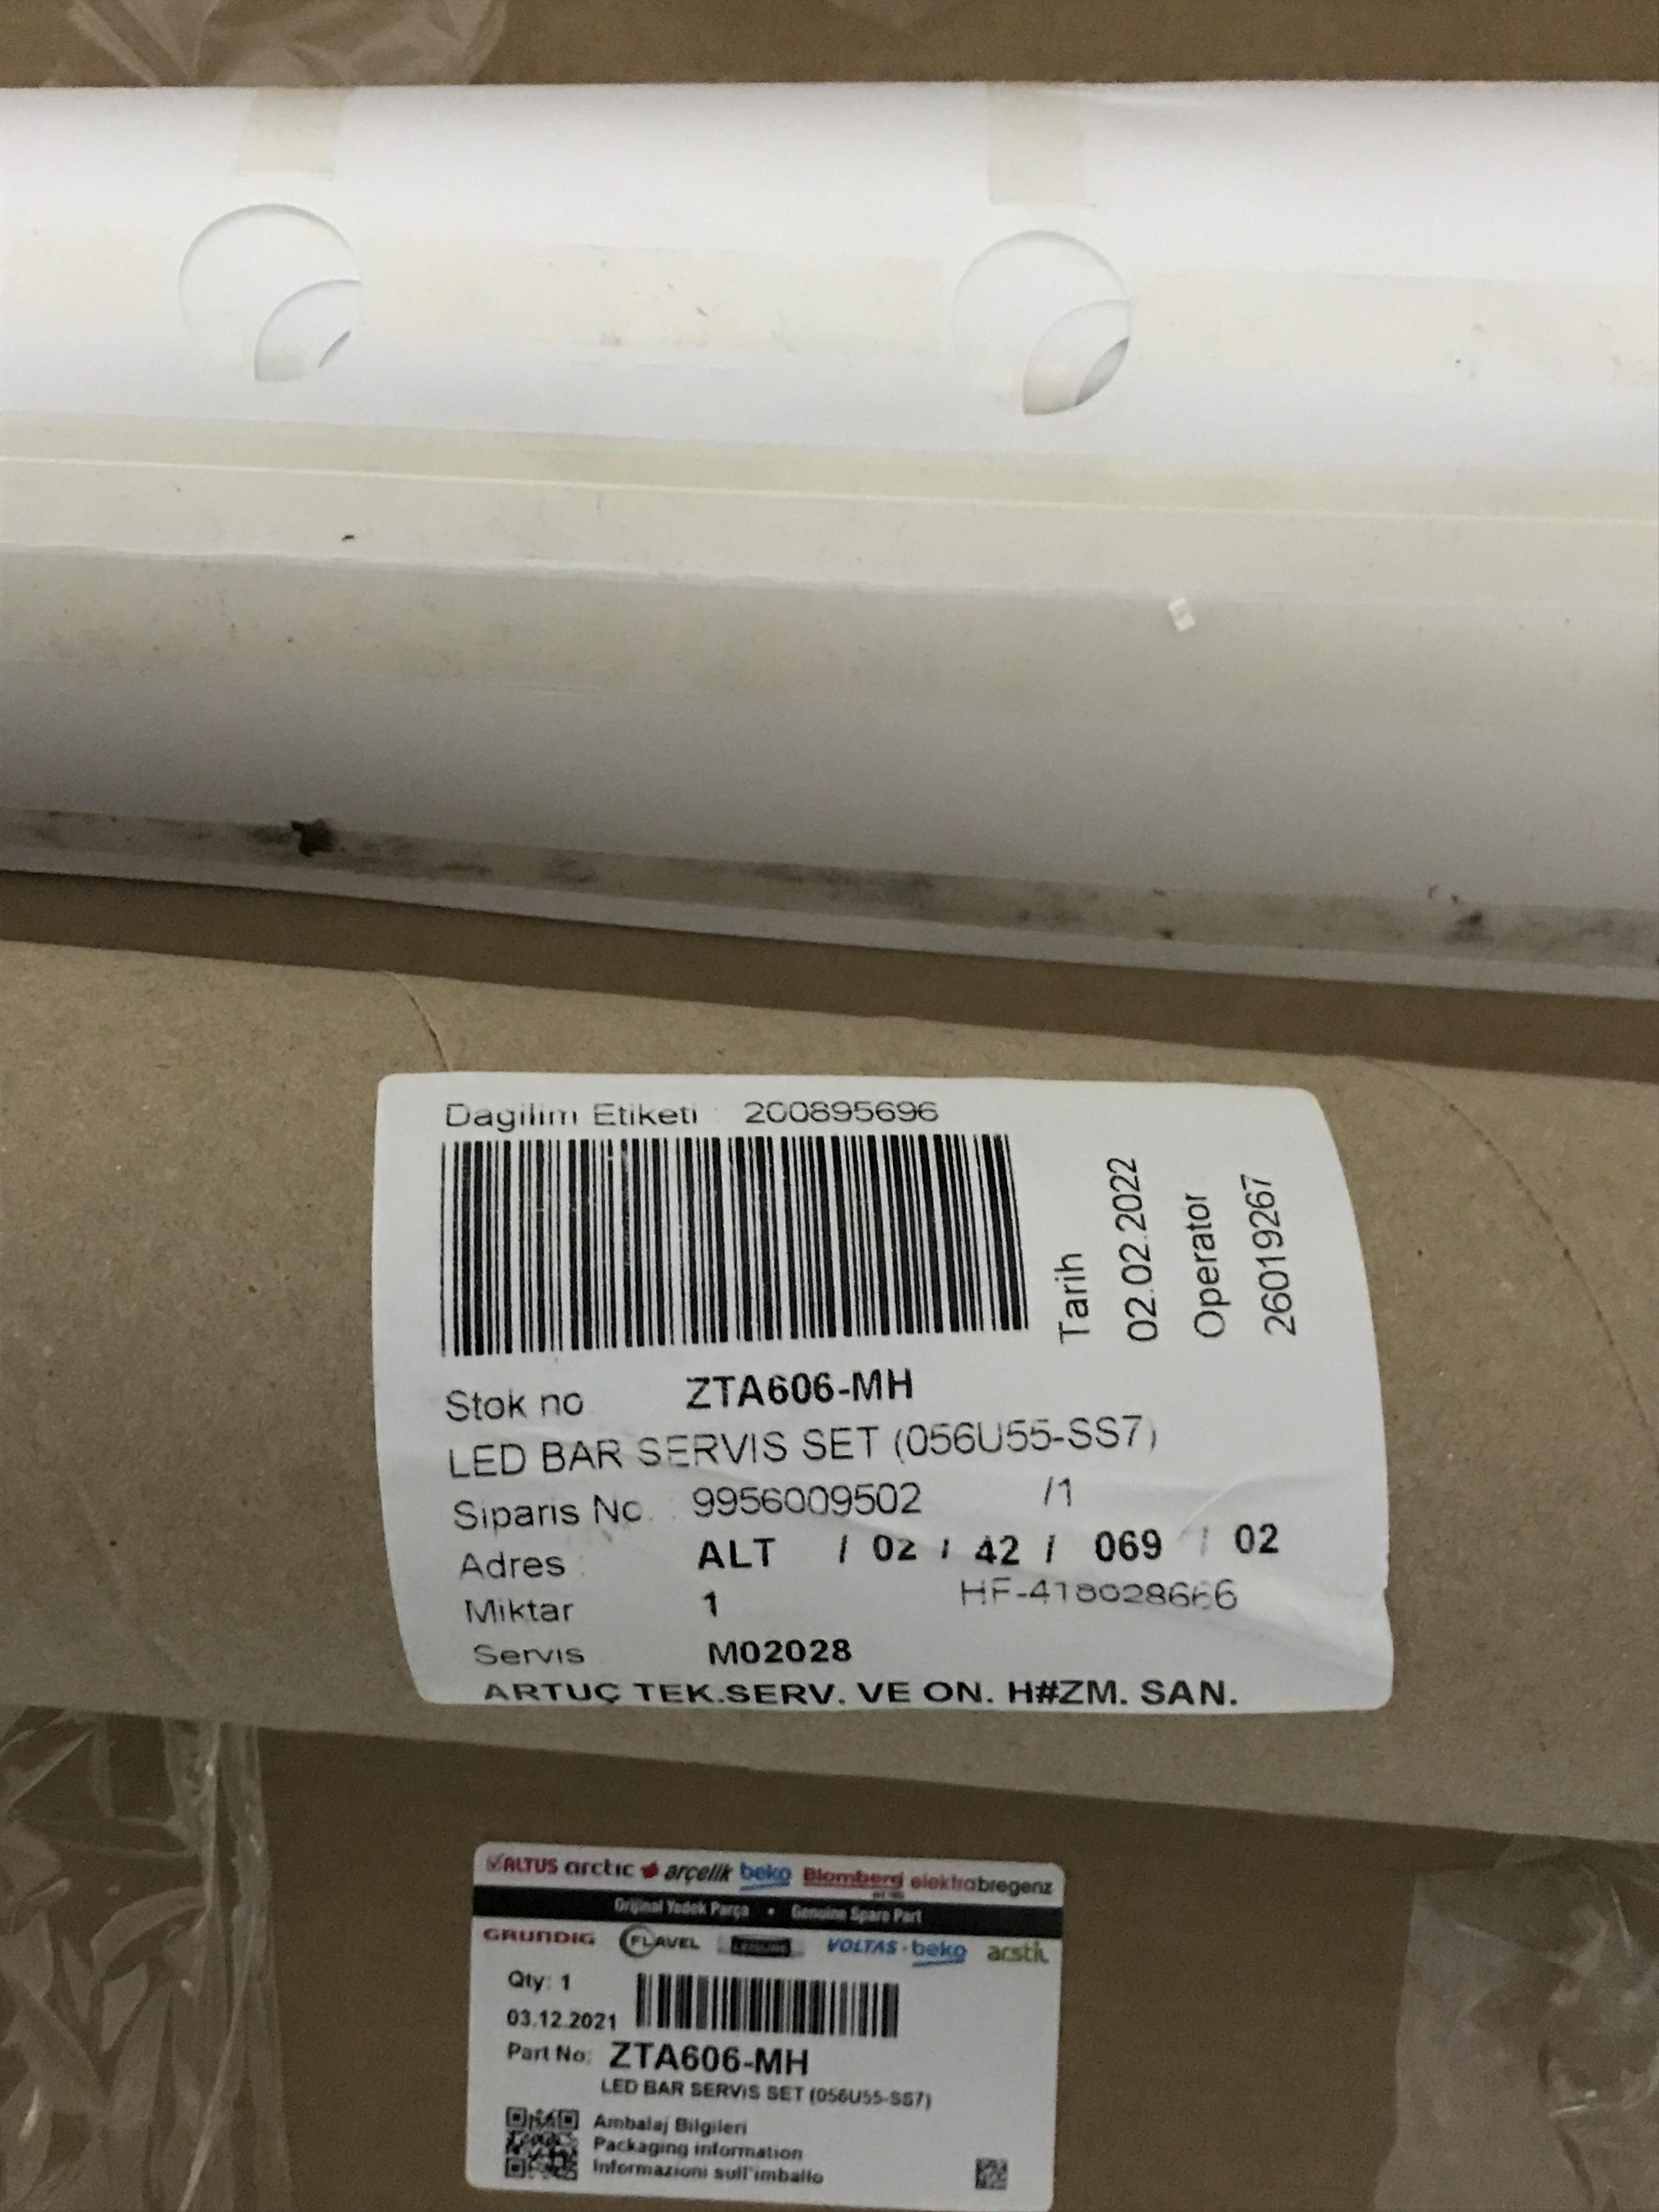 Dagilim Etiketi : 200895696
Tarih
02.02.2022
Operator
26019267
Stok no ZTA606-MH
LED BAR SERVIS SET (056U55-SS7)
Siparis No. 9956009502 /1
Adres : ALT / 02 / 42 / 069 / 02
Miktar 1 HF-418028666
Servis M02028
ARTUÇ TEK.SERV. VE ON. H#ZM. SAN.
ALTUS arctic arçelik beko Blomberg elektrabregenz
Orijinal Yedek Parça • Genuine Spare Part
GRUNDIG FLAVEL LEISURE VOLTAS·beko arstil
Qty: 1
03.12.2021
Part No: ZTA606-MH
LED BAR SERVIS SET (056U55-SS7)
Ambalaj Bilgileri
Packaging information
Informazioni sull'imballo